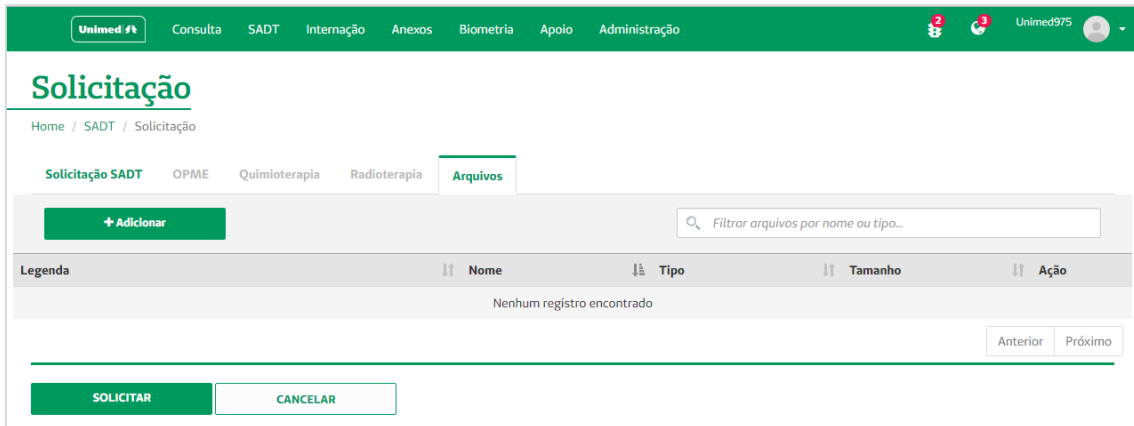 Unimed Consulta SADT Internação Anexos Biometria Apoio Administração 2 3 Unimed975
Solicitação
Home / SADT / Solicitação
Solicitação SADT OPME Quimioterapia Radioterapia Arquivos
+ Adicionar Filtrar arquivos por nome ou tipo...
Legenda Nome Tipo Tamanho Ação
Nenhum registro encontrado
Anterior Próximo
SOLICITAR CANCELAR